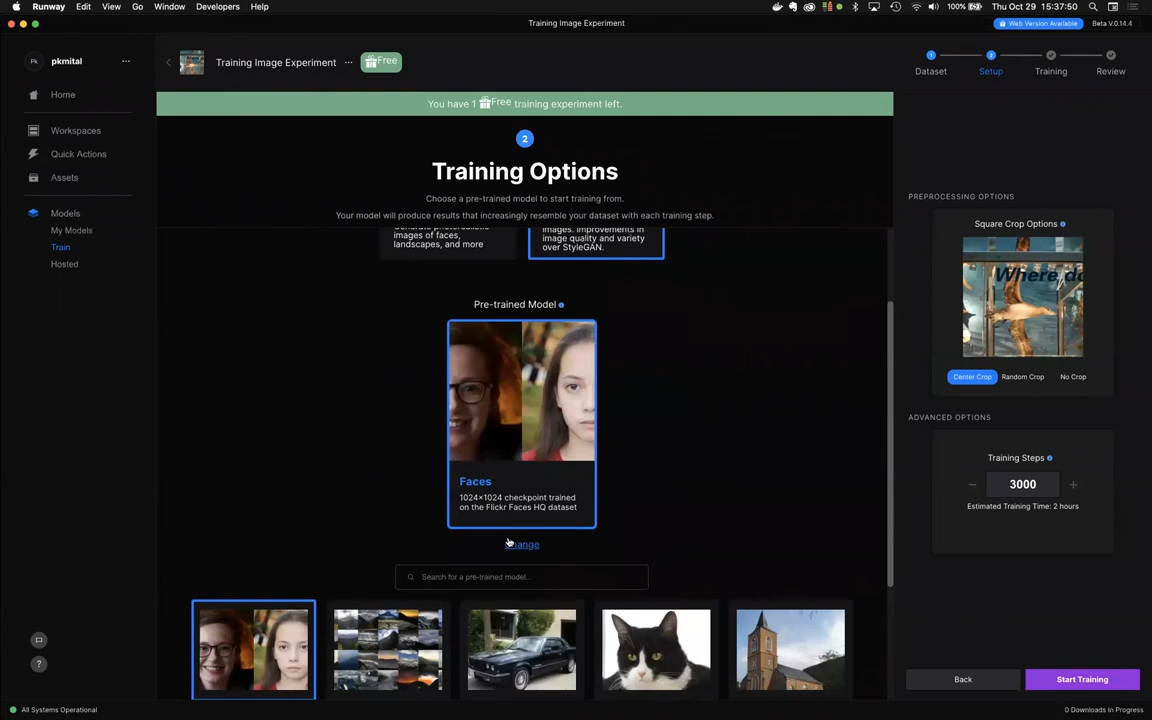 Runway File Edit View Go Window Developers Help 100% Thu Oct 29 15:37:50
Training Image Experiment
Web Version Available Beta V.0.14.4
Pk pkmital
Training Image Experiment Free
Dataset 2 Setup Training Review
You have 1 Free training experiment left.
Home
Workspaces
Quick Actions
Assets
Models
My Models
Train
Hosted
2
Training Options
Choose a pre-trained model to start training from.
Your model will produce results that increasingly resemble your dataset with each training step.
images of faces,
landscapes, and more
images. Improvements in
image quality and variety
over StyleGAN.
Pre-trained Model
Faces
1024×1024 checkpoint trained
on the Flickr Faces HQ dataset
Change
Search for a pre-trained model...
PREPROCESSING OPTIONS
Square Crop Options
Where do
Center Crop Random Crop No Crop
ADVANCED OPTIONS
Training Steps
− 3000 +
Estimated Training Time: 2 hours
Back Start Training
?
All Systems Operational
0 Downloads In Progress